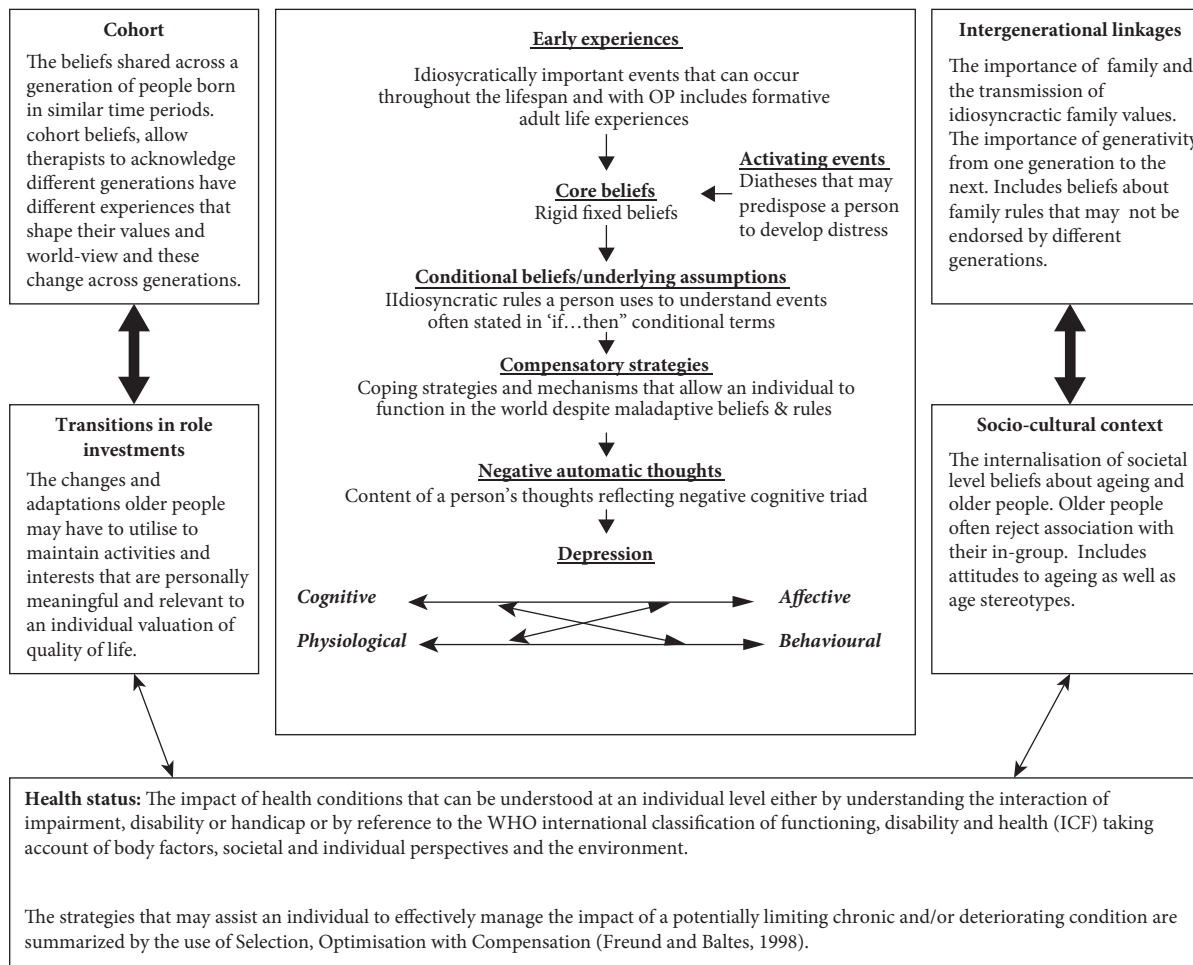 Cohort
The beliefs shared across a
generation of people born
in similar time periods.
cohort beliefs, allow
therapists to acknowledge
different generations have
different experiences that
shape their values and
world-view and these
change across generations.
Transitions in role
investments
The changes and
adaptations older people
may have to utilise to
maintain activities and
interests that are personally
meaningful and relevant to
an individual valuation of
quality of life.
Early experiences
Idiosycratically important events that can occur
throughout the lifespan and with OP includes formative
adult life experiences
Activating events
Diatheses that may
predispose a person
to develop distress
Core beliefs
Rigid fixed beliefs
Conditional beliefs/underlying assumptions
IIdiosyncratic rules a person uses to understand events
often stated in ‘if…then” conditional terms
Compensatory strategies
Coping strategies and mechanisms that allow an individual to
function in the world despite maladaptive beliefs & rules
Negative automatic thoughts
Content of a person’s thoughts reflecting negative cognitive triad
Depression
Cognitive
Affective
Physiological
Behavioural
Intergenerational linkages
The importance of family and
the transmission of
idiosyncractic family values.
The importance of generativity
from one generation to the
next. Includes beliefs about
family rules that may not be
endorsed by different
generations.
Socio-cultural context
The internalisation of societal
level beliefs about ageing and
older people. Older people
often reject association with
their in-group. Includes
attitudes to ageing as well as
age stereotypes.
Health status: The impact of health conditions that can be understood at an individual level either by understanding the interaction of
impairment, disability or handicap or by reference to the WHO international classification of functioning, disability and health (ICF) taking
account of body factors, societal and individual perspectives and the environment.
The strategies that may assist an individual to effectively manage the impact of a potentially limiting chronic and/or deteriorating condition are
summarized by the use of Selection, Optimisation with Compensation (Freund and Baltes, 1998).